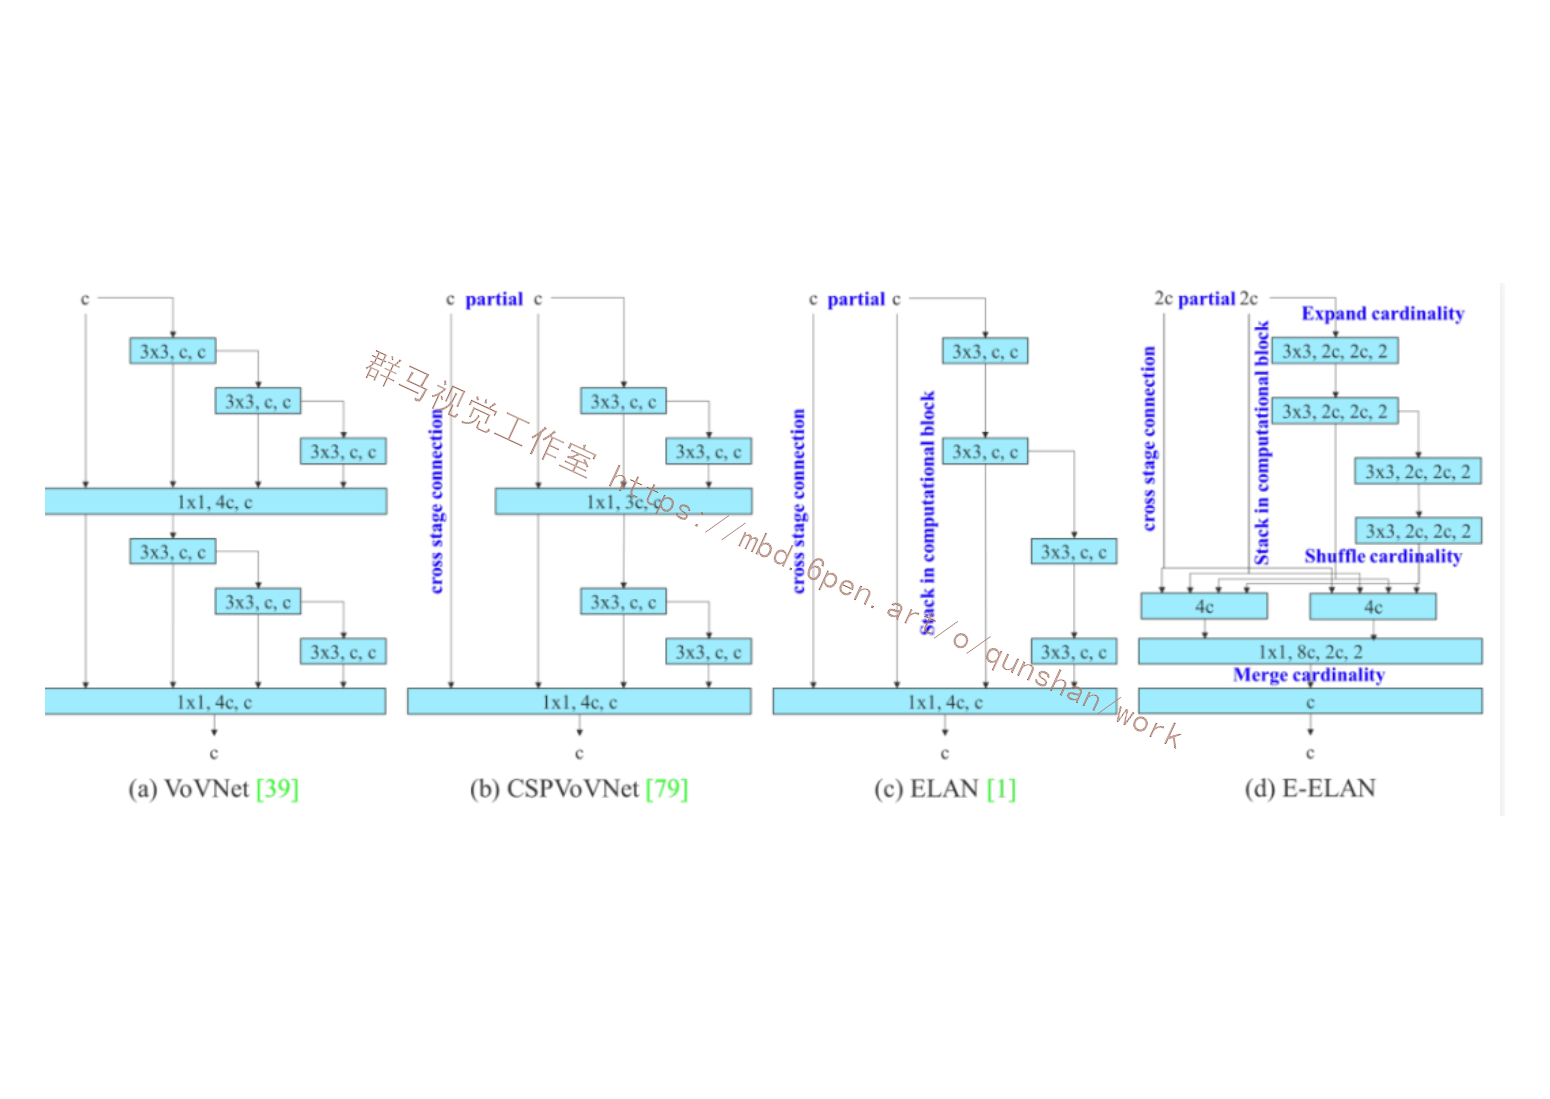 c
3x3, c, c
3x3, c, c
3x3, c, c
1x1, 4c, c
3x3, c, c
3x3, c, c
3x3, c, c
1x1, 4c, c
c
(a) VoVNet [39]
c partial c
cross stage connection
3x3, c, c
3x3, c, c
1x1, 3c, c
3x3, c, c
3x3, c, c
1x1, 4c, c
c
(b) CSPVoVNet [79]
c partial c
cross stage connection
Stack in computational block
3x3, c, c
3x3, c, c
3x3, c, c
3x3, c, c
1x1, 4c, c
c
(c) ELAN [1]
2c partial 2c
cross stage connection
Stack in computational block
Expand cardinality
3x3, 2c, 2c, 2
3x3, 2c, 2c, 2
3x3, 2c, 2c, 2
3x3, 2c, 2c, 2
Shuffle cardinality
4c
4c
1x1, 8c, 2c, 2
Merge cardinality
c
c
(d) E-ELAN
群马视觉工作室 https://mbd.6pen.art/o/qunshan/work